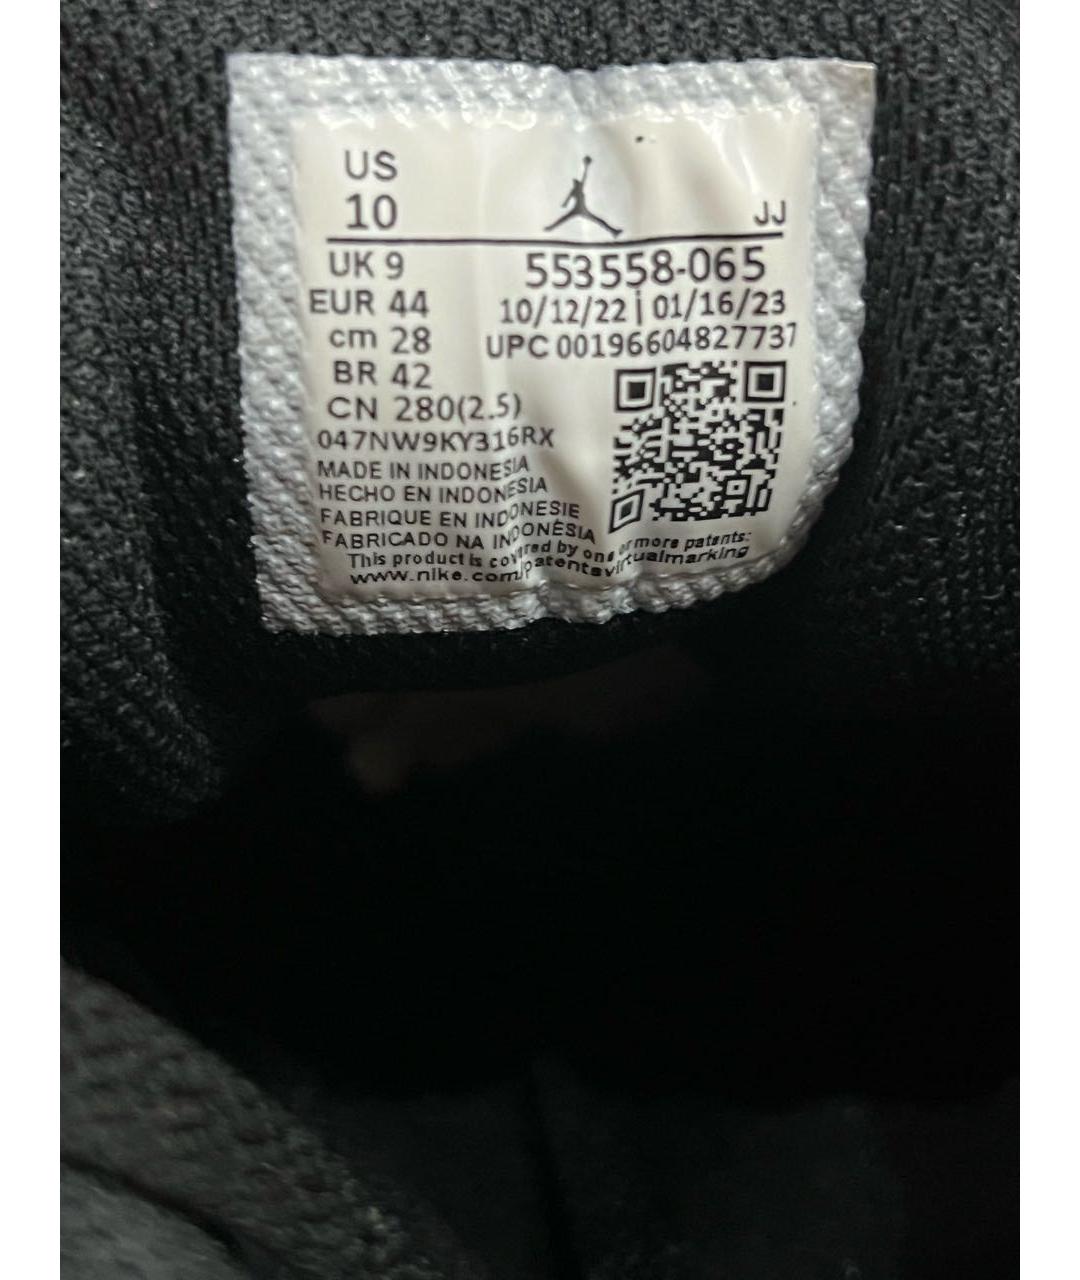 US
10
JJ
UK 9
EUR 44
cm 28
BR 42
CN 280(2.5)
553558-065
10/12/22 | 01/16/23
UPC 00196604827737
047NW9KY316RX
MADE IN INDONESIA
HECHO EN INDONESIA
FABRIQUE EN INDONESIE
FABRICADO NA INDONÉSIA
This product is covered by one or more patents:
www.nike.com/patentsvirtualmarking